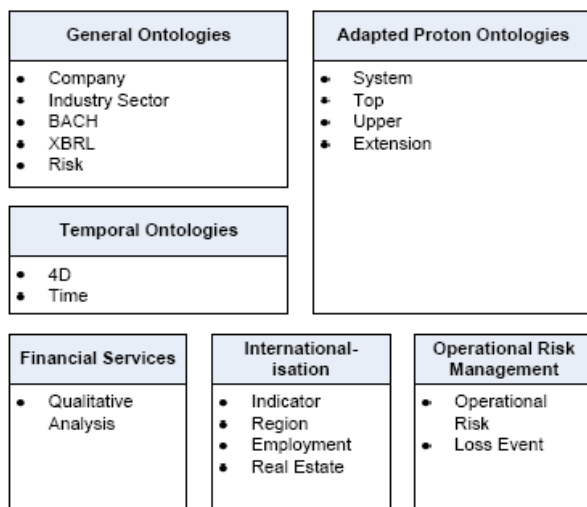 General Ontologies
• Company
• Industry Sector
• BACH
• XBRL
• Risk
Adapted Proton Ontologies
• System
• Top
• Upper
• Extension
Temporal Ontologies
• 4D
• Time
Financial Services
• Qualitative
Analysis
International-
isation
• Indicator
• Region
• Employment
• Real Estate
Operational Risk
Management
• Operational
Risk
• Loss Event